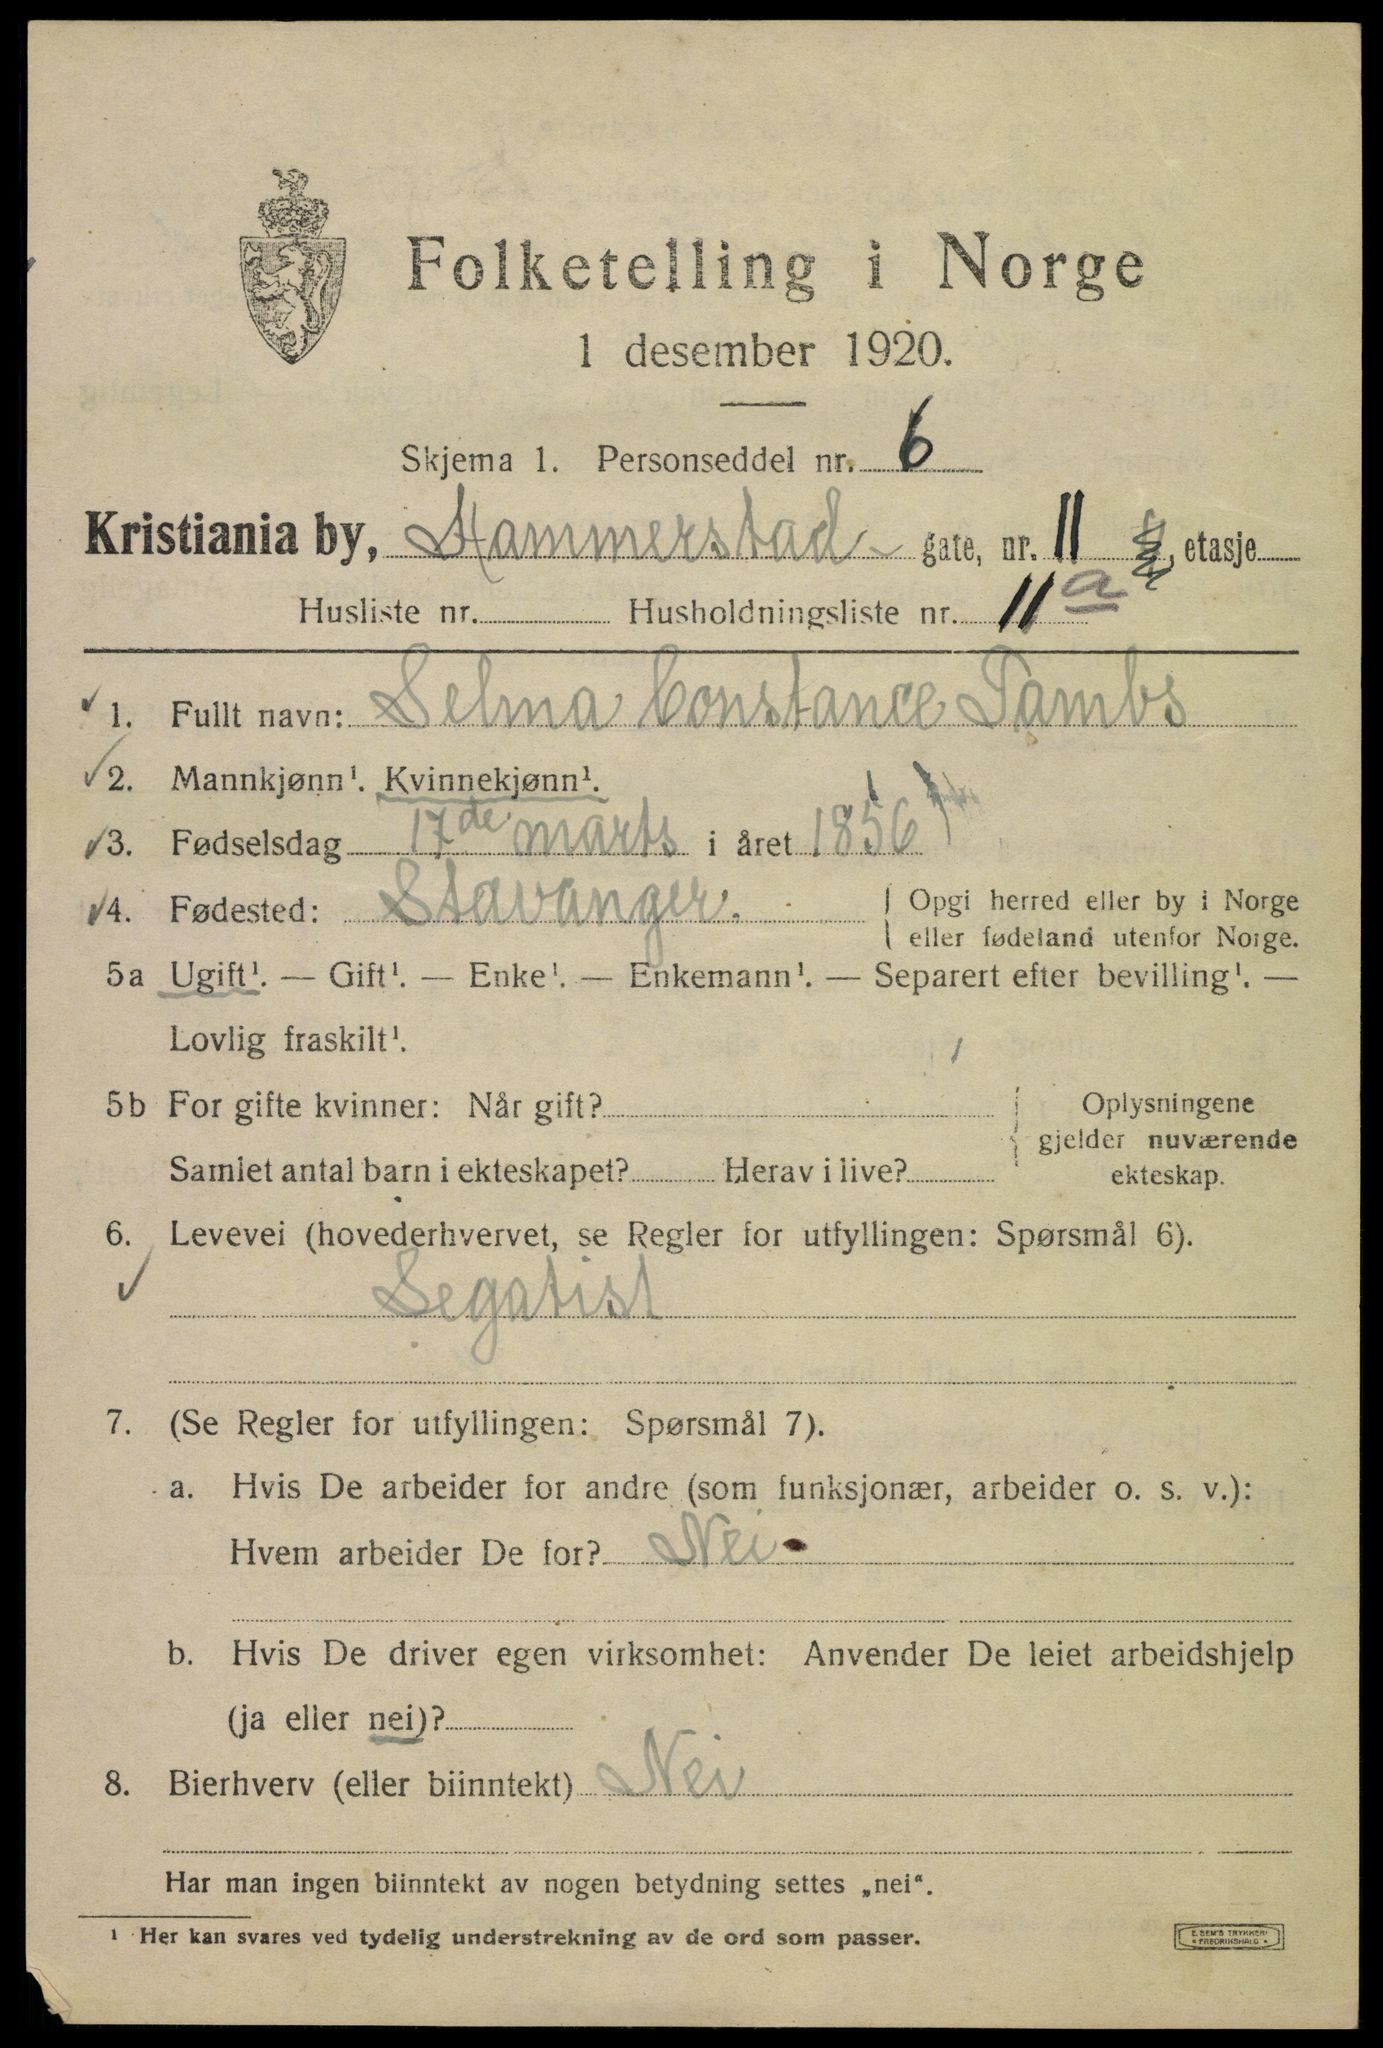 Folketelling i Norge
1 desember 1920.
Skjema 1. Personseddel nr. 6
Kristiania by, Hammerstad- gate, nr. 11 , etasje
Husliste nr. Husholdningsliste nr. 11 a
1. Fullt navn: Selma Constance Tambs
2. Mannkjønn¹. Kvinnekjønn¹.
3. Fødselsdag 17de marts i året 1856
4. Fødested: Stavanger. Opgi herred eller by i Norge
eller fødeland utenfor Norge.
5a Ugift¹. — Gift¹. — Enke¹. — Enkemann¹. — Separert efter bevilling¹. —
Lovlig fraskilt¹.
5b For gifte kvinner: Når gift? Oplysningene
gjelder nuværende
Samlet antal barn i ekteskapet? Herav i live? ekteskap.
6. Levevei (hovederhvervet, se Regler for utfyllingen: Spørsmål 6).
Legatist
7. (Se Regler for utfyllingen: Spørsmål 7).
a. Hvis De arbeider for andre (som funksjonær, arbeider o. s. v.):
Hvem arbeider De for? Nei
b. Hvis De driver egen virksomhet: Anvender De leiet arbeidshjelp
(ja eller nei)?
8. Bierhverv (eller biinntekt) Nei
Har man ingen biinntekt av nogen betydning settes „nei“.
¹ Her kan svares ved tydelig understrekning av de ord som passer.
E. SEM'S TRYKKERI
FREDRIKSHALD